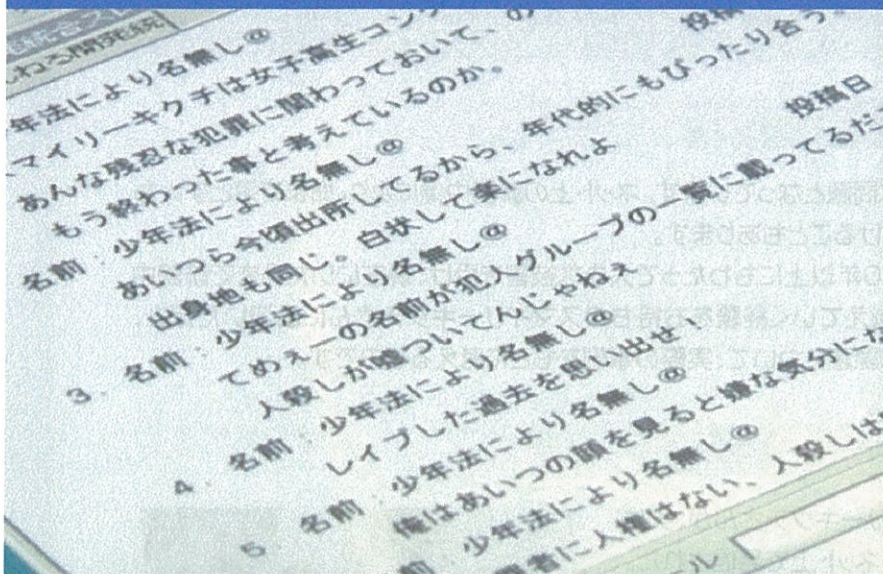 年法により名無し@
投稿
マイリーキクチは女子高生コンク
あんな残忍な犯罪に関わっておいて、の
もう終わった事と考えているのか。
名前：少年法により名無し@
投稿日
あいつら今頃出所してるから、年代的にもぴったり合う。
出身地も同じ。白状して楽になれよ
3. 名前：少年法により名無し@
てめぇーの名前が犯人グループの一覧に載ってるだ
人殺しが嘘ついてんじゃねぇ
4. 名前：少年法により名無し@
レイプした過去を思い出せ！
5. 名前：少年法により名無し@
俺はあいつの顔を見ると嫌な気分にな
前：少年法により名無し@
者に人権はない、人殺しは
ール